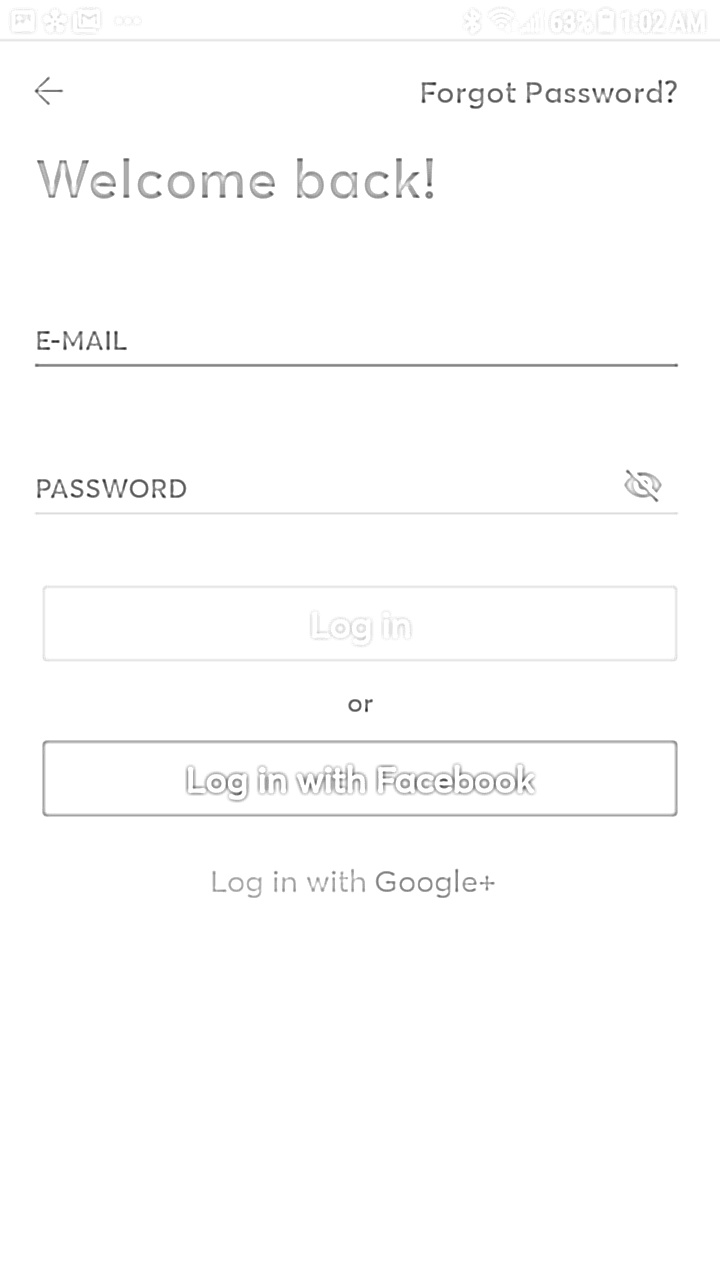 63% 1:02 AM
Forgot Password?
Welcome back!
E-MAIL
PASSWORD
Log in
or
Log in with Facebook
Log in with Google+